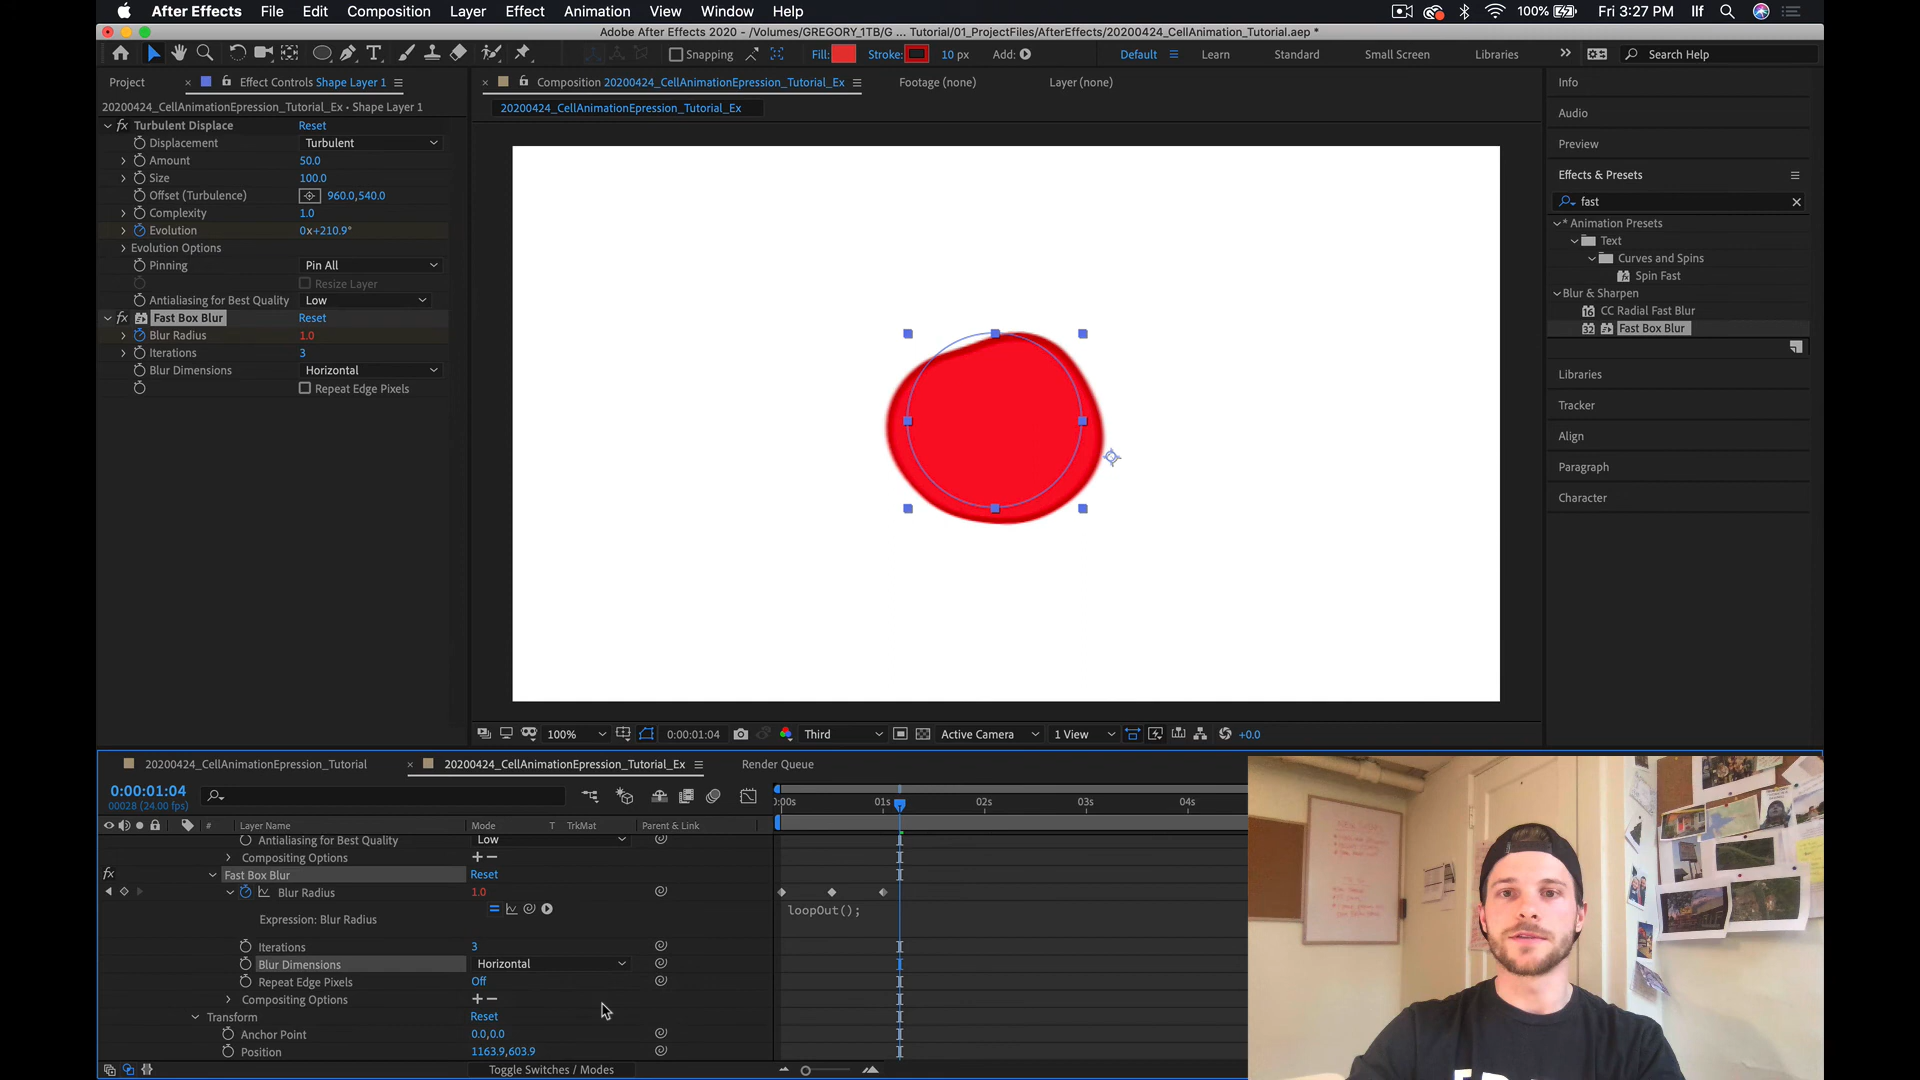 After Effects File Edit Composition Layer Effect Animation View Window Help 100% Fri 3:27 PM llf
Adobe After Effects 2020 - /Volumes/GREGORY_1TB/G ... Tutorial/01_ProjectFiles/AfterEffects/20200424_CellAnimation_Tutorial.aep *
Snapping Fill: Stroke: 10 px Add: Default Learn Standard Small Screen Libraries Search Help
Project Effect Controls Shape Layer 1 Composition 20200424_CellAnimationEpression_Tutorial_Ex Footage (none) Layer (none) Info
20200424_CellAnimationEpression_Tutorial_Ex • Shape Layer 1 20200424_CellAnimationEpression_Tutorial_Ex
Audio
Preview
Effects & Presets
fast
* Animation Presets
Text
Curves and Spins
Spin Fast
Blur & Sharpen
16 CC Radial Fast Blur
32 Fast Box Blur
Libraries
Tracker
Align
Paragraph
Character
fx Turbulent Displace Reset
Displacement Turbulent
Amount 50.0
Size 100.0
Offset (Turbulence) 960.0,540.0
Complexity 1.0
Evolution 0x+210.9°
Evolution Options
Pinning Pin All
Resize Layer
Antialiasing for Best Quality Low
fx Fast Box Blur Reset
Blur Radius 1.0
Iterations 3
Blur Dimensions Horizontal
Repeat Edge Pixels
100% 0:00:01:04 Third Active Camera 1 View +0.0
20200424_CellAnimationEpression_Tutorial 20200424_CellAnimationEpression_Tutorial_Ex Render Queue
0:00:01:04
00028 (24.00 fps)
:00s 01s 02s 03s 04s
# Layer Name Mode T TrkMat Parent & Link
Antialiasing for Best Quality Low
Compositing Options +−
fx Fast Box Blur Reset
Blur Radius 1.0
Expression: Blur Radius loopOut();
Iterations 3
Blur Dimensions Horizontal
Repeat Edge Pixels Off
Compositing Options +−
Transform Reset
Anchor Point 0.0,0.0
Position 1163.9,603.9
Toggle Switches / Modes